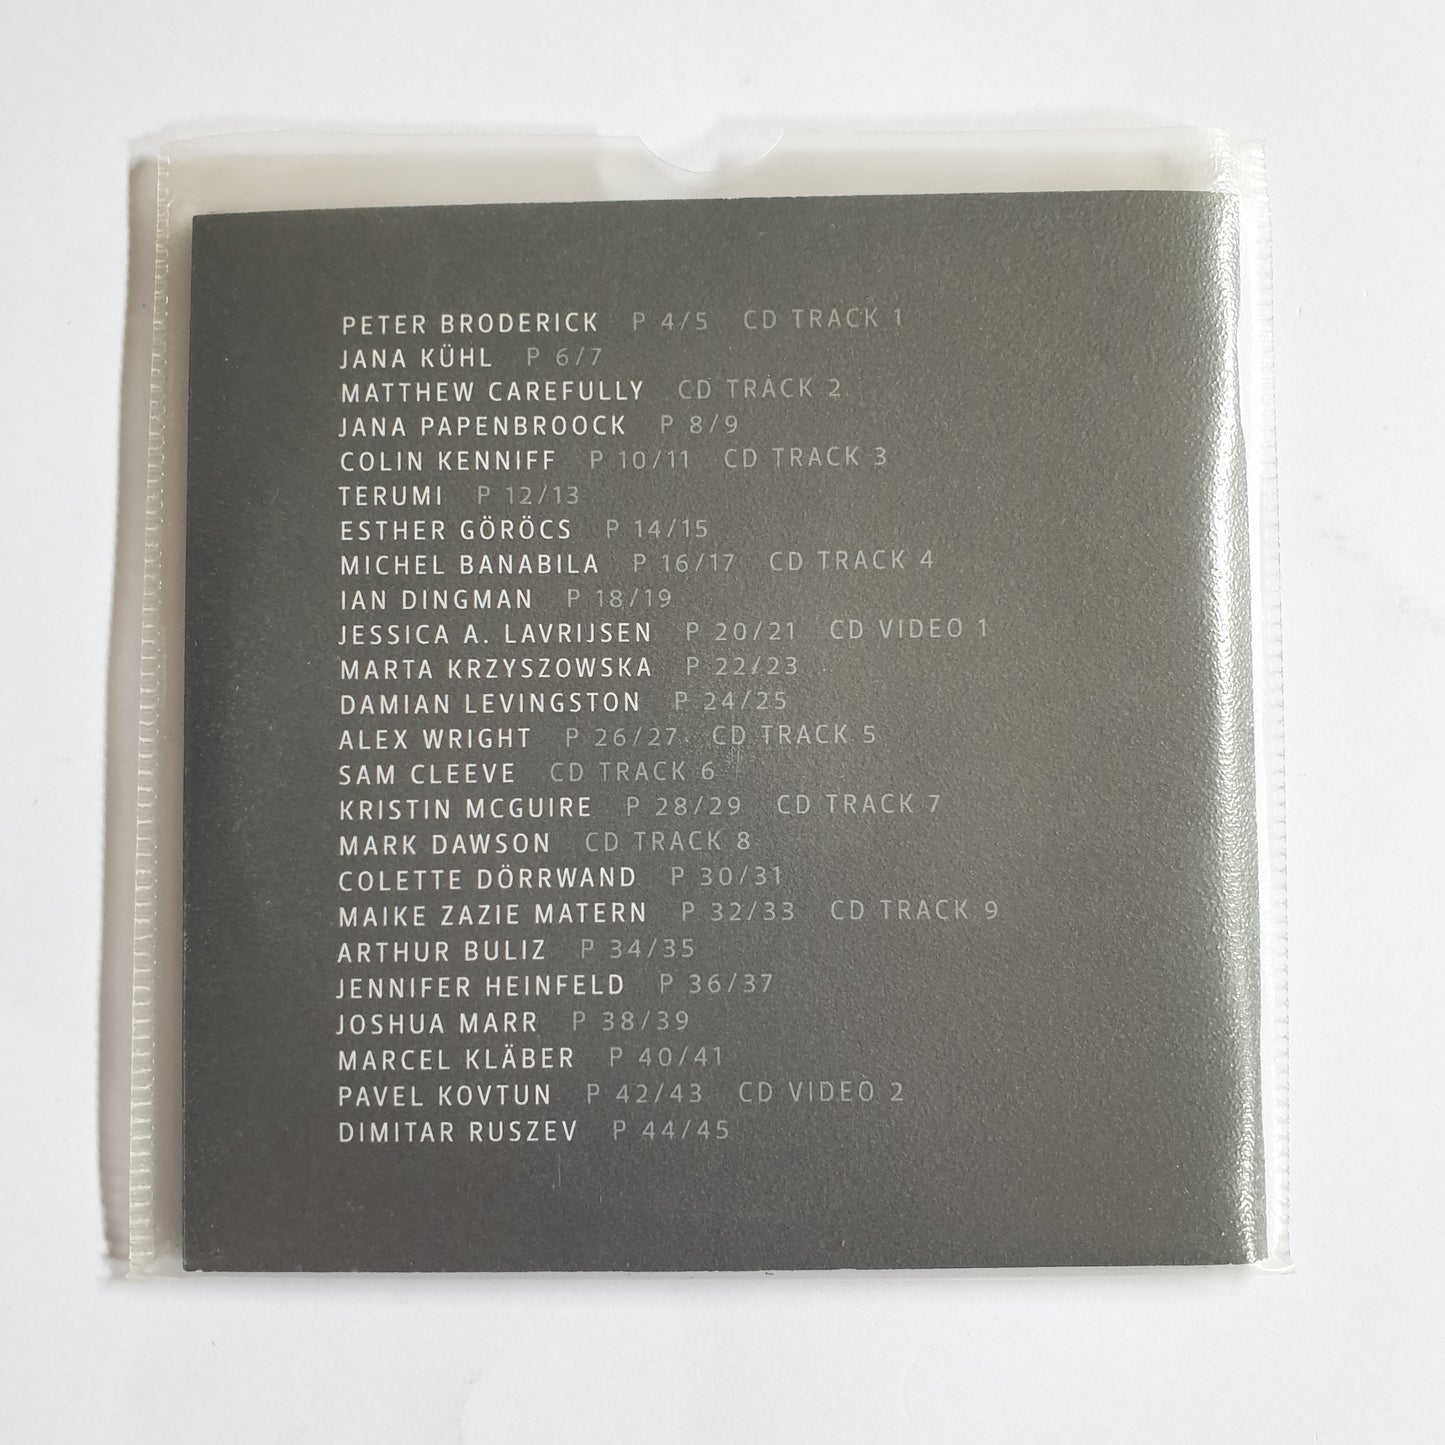 PETER BRODERICK P 4/5 CD TRACK 1
JANA KÜHL P 6/7
MATTHEW CAREFULLY CD TRACK 2
JANA PAPENBROOCK P 8/9
COLIN KENNIFF P 10/11 CD TRACK 3
TERUMI P 12/13
ESTHER GÖRÖCS P 14/15
MICHEL BANABILA P 16/17 CD TRACK 4
IAN DINGMAN P 18/19
JESSICA A. LAVRIJSEN P 20/21 CD VIDEO 1
MARTA KRZYSZOWSKA P 22/23
DAMIAN LEVINGSTON P 24/25
ALEX WRIGHT P 26/27 CD TRACK 5
SAM CLEEVE CD TRACK 6
KRISTIN MCGUIRE P 28/29 CD TRACK 7
MARK DAWSON CD TRACK 8
COLETTE DÖRRWAND P 30/31
MAIKE ZAZIE MATERN P 32/33 CD TRACK 9
ARTHUR BULIZ P 34/35
JENNIFER HEINFELD P 36/37
JOSHUA MARR P 38/39
MARCEL KLÄBER P 40/41
PAVEL KOVTUN P 42/43 CD VIDEO 2
DIMITAR RUSZEV P 44/45